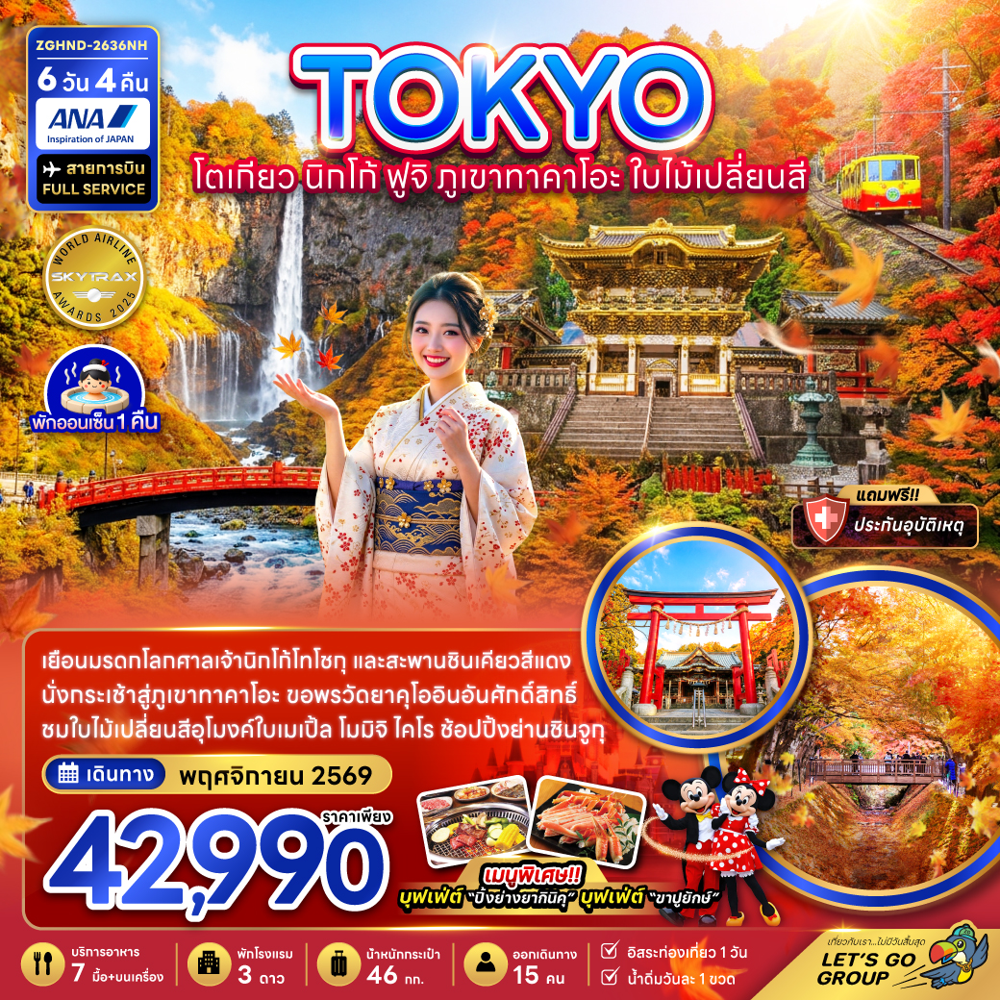 ZGHND-2636NH
6 วัน 4 คืน
ANA
Inspiration of JAPAN
สายการบิน
FULL SERVICE
TOKYO
โตเกียว นิกโก้ ฟูจิ ภูเขาทาคาโอะ ใบไม้เปลี่ยนสี
WORLD AIRLINE
SKYTRAX
AWARDS 2025
พักออนเซ็น 1 คืน
แถมฟรี!!
ประกันอุบัติเหตุ
เยือนมรดกโลกศาลเจ้านิกโก้โทโชกุ และสะพานชินเคียวสีแดง
นั่งกระเช้าสู่ภูเขาทาคาโอะ ขอพรวัดยาคุโออินอันศักดิ์สิทธิ์
ชมใบไม้เปลี่ยนสีอุโมงค์ใบเมเปิ้ล โมมิจิ ไคโร ช้อปปิ้งย่านชินจูกุ
เดินทาง พฤศจิกายน 2569
ราคาเพียง
42,990
เมนูพิเศษ!!
บุฟเฟ่ต์ “ปิ้งย่างยากินิคุ” บุฟเฟ่ต์ “ขาปูยักษ์”
บริการอาหาร
7 มื้อ+บนเครื่อง
พักโรงแรม
3 ดาว
น้ำหนักกระเป๋า
46 กก.
ออกเดินทาง
15 คน
อิสระท่องเที่ยว 1 วัน
น้ำดื่มวันละ 1 ขวด
เที่ยวกับเรา...ไม่มีวันสิ้นสุด
LET'S GO
GROUP